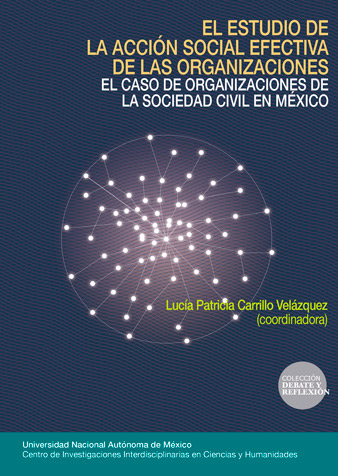 EL ESTUDIO DE
LA ACCIÓN SOCIAL EFECTIVA
DE LAS ORGANIZACIONES
EL CASO DE ORGANIZACIONES DE
LA SOCIEDAD CIVIL EN MÉXICO
Lucía Patricia Carrillo Velázquez
(coordinadora)
COLECCIÓN
DEBATE Y
REFLEXIÓN
Universidad Nacional Autónoma de México
Centro de Investigaciones Interdisciplinarias en Ciencias y Humanidades